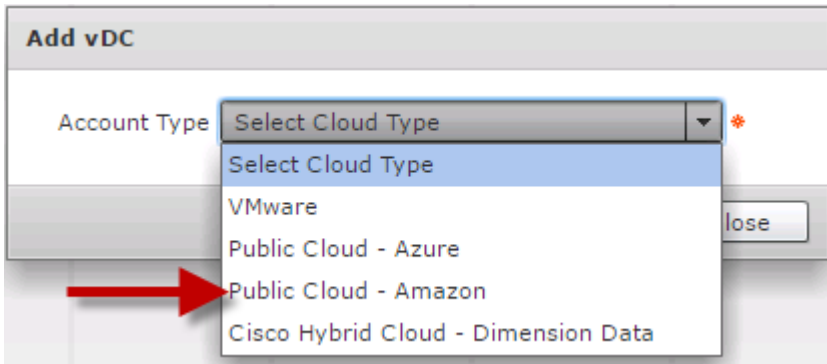 Add vDC
Account Type Select Cloud Type *
Select Cloud Type
VMware
Public Cloud - Azure
Public Cloud - Amazon
Cisco Hybrid Cloud - Dimension Data
lose